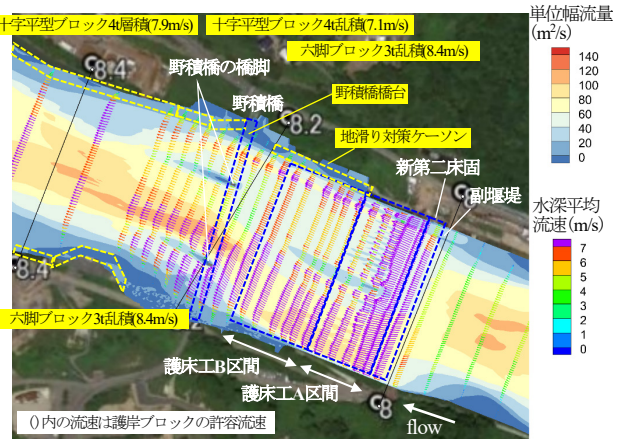 十字平型ブロック4t層積(7.9m/s)
十字平型ブロック4t乱積(7.1m/s)
六脚ブロック3t乱積(8.4m/s)
単位幅流量
(m²/s)
140
120
100
80
60
40
20
0
8.4
野積橋の橋脚
野積橋
野積橋橋台
8.2
地滑り対策ケーソン
新第二床固
副堰堤
水深平均
流速(m/s)
7
6
5
4
3
2
1
0
8.4
六脚ブロック3t乱積(8.4m/s)
護床工B区間
護床工A区間
8
flow
()内の流速は護岸ブロックの許容流速